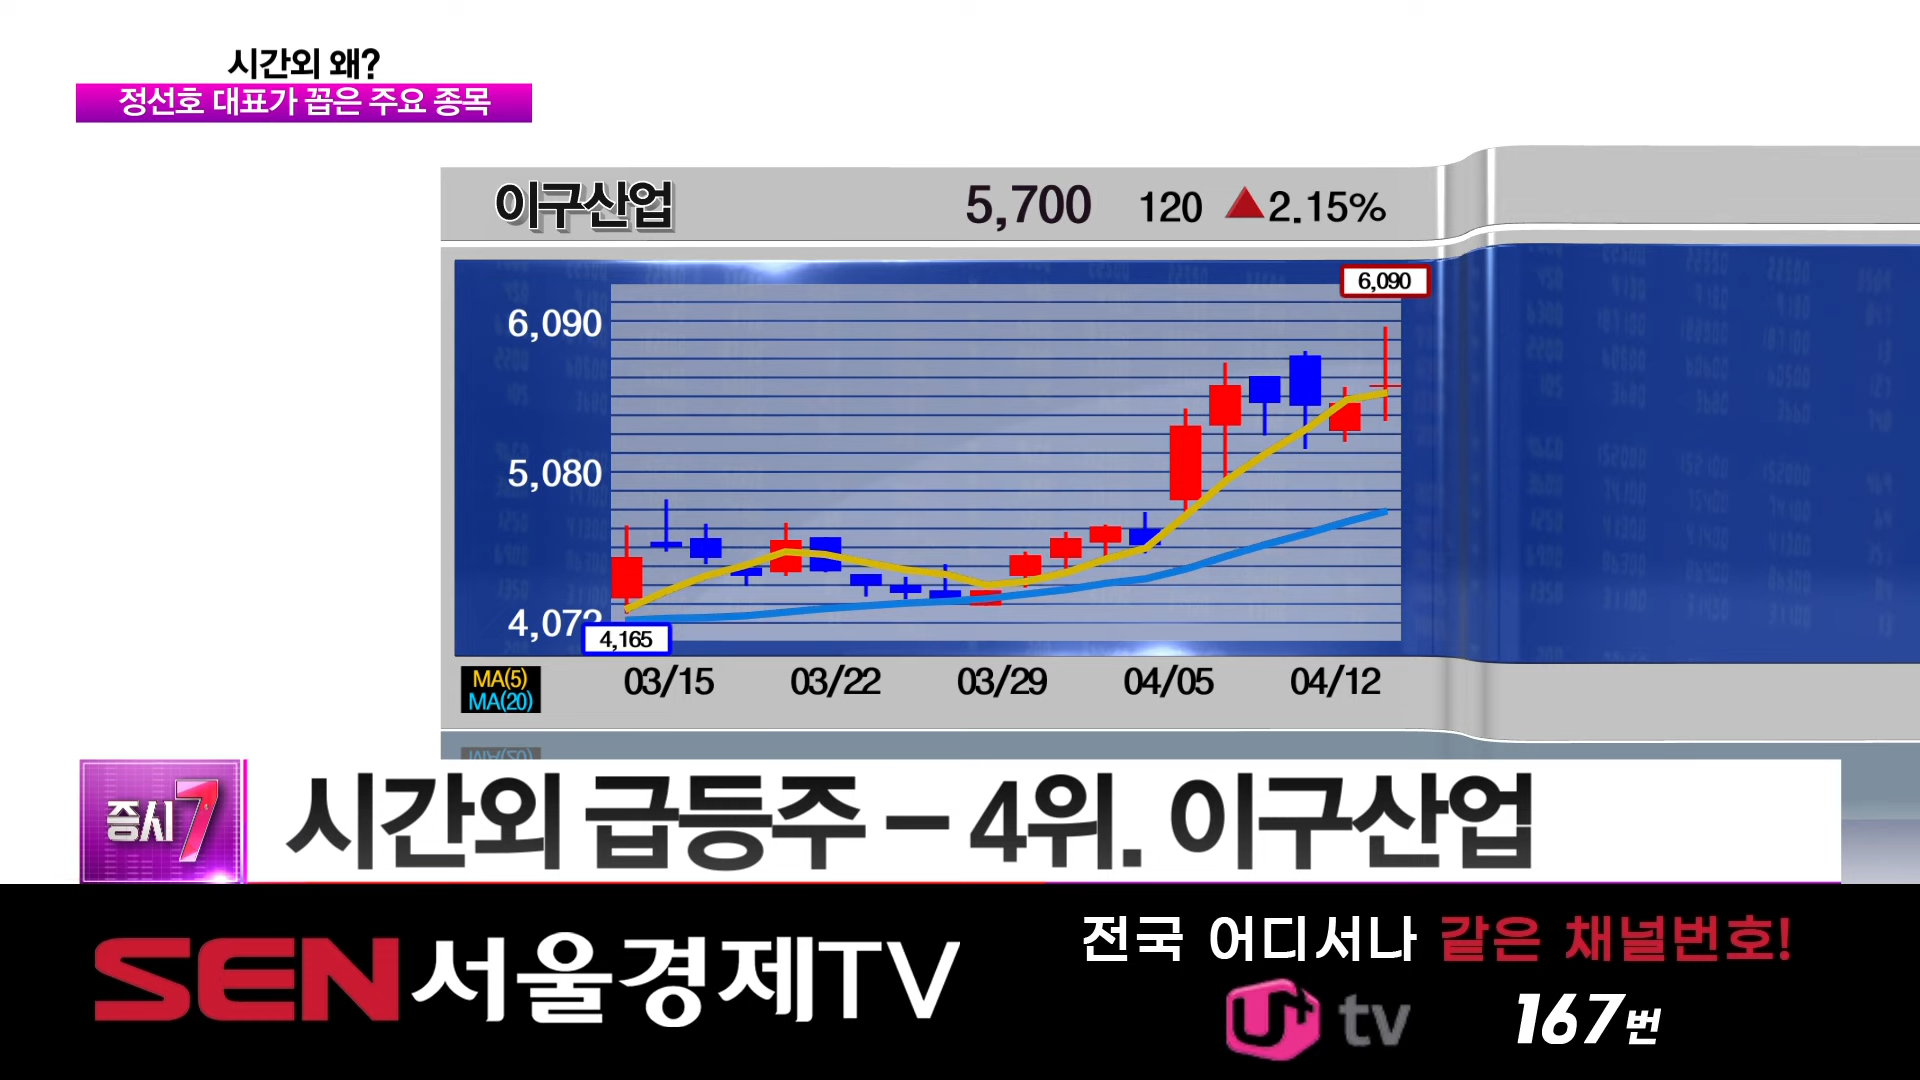 시간외 왜?
정선호 대표가 꼽은 주요 종목
이구산업 5,700 120 ▲2.15%
6,090
6,090
5,080
4,073
4,165
MA(5)
MA(20)
03/15 03/22 03/29 04/05 04/12
증시7
시간외 급등주 - 4위. 이구산업
SEN 서울경제TV
전국 어디서나 같은 채널번호!
U+ tv 167번